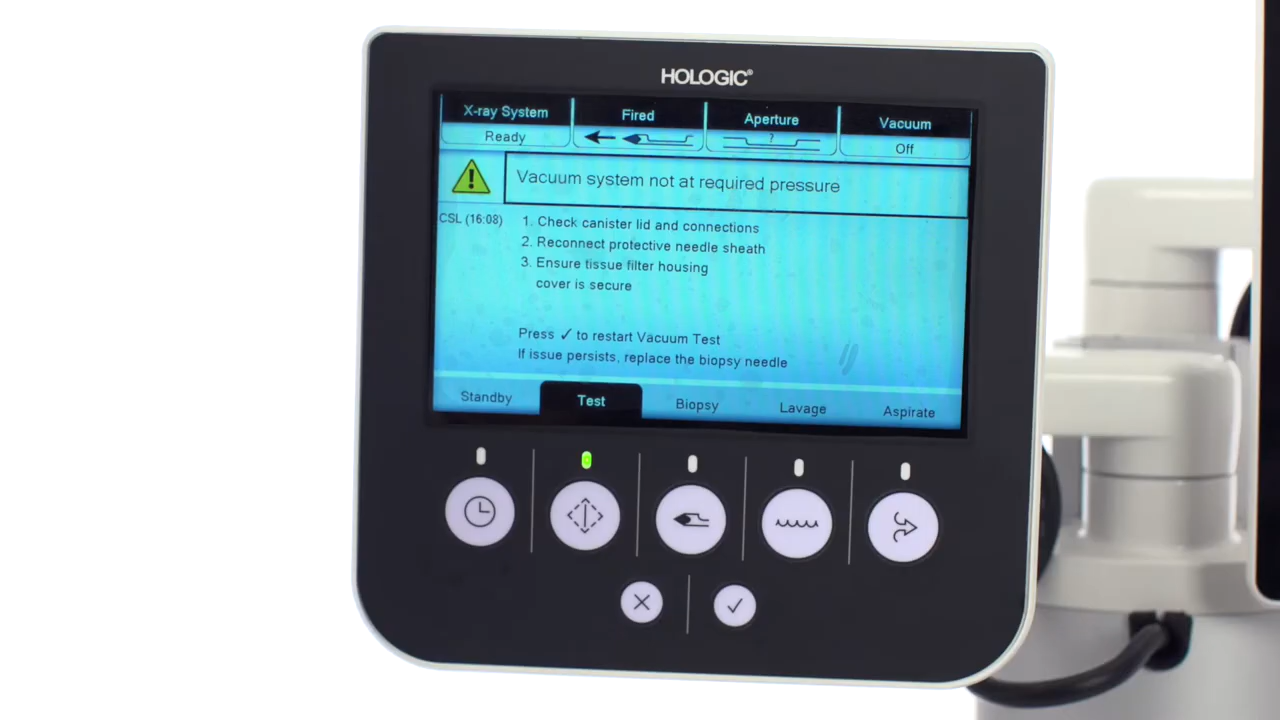 HOLOGIC®
X-ray System
Fired
Aperture
Vacuum
Ready
?
Off
Vacuum system not at required pressure
CSL (16:08)
1. Check canister lid and connections
2. Reconnect protective needle sheath
3. Ensure tissue filter housing
cover is secure
Press ✓ to restart Vacuum Test
If issue persists, replace the biopsy needle
Standby
Test
Biopsy
Lavage
Aspirate